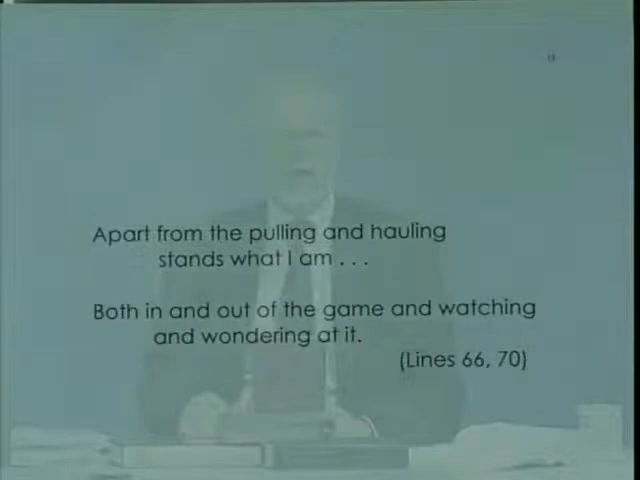 Apart from the pulling and hauling
stands what I am . . .
Both in and out of the game and watching
and wondering at it.
(Lines 66, 70)